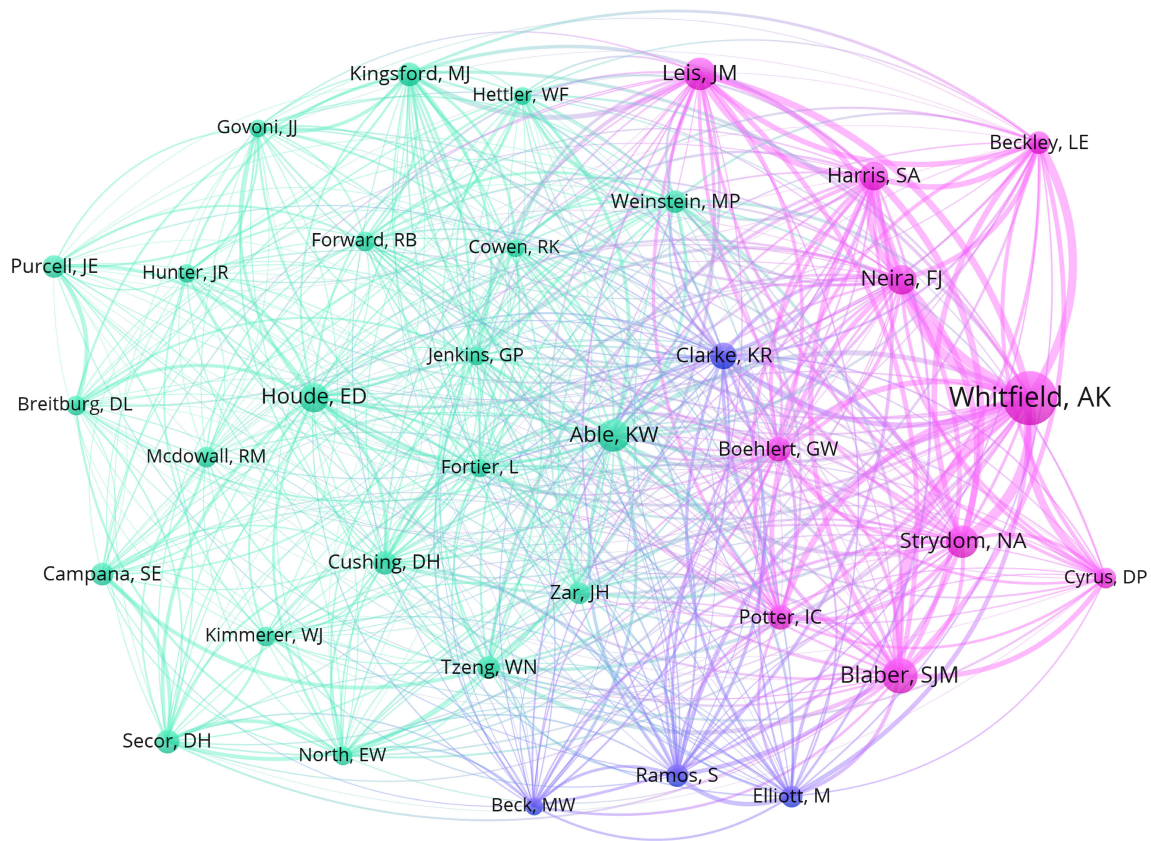 Leis, JM
Kingsford, MJ
Hettler, WF
Govoni, JJ
Beckley, LE
Harris, SA
Weinstein, MP
Forward, RB
Cowen, RK
Purcell, JE
Hunter, JR
Neira, FJ
Jenkins, GP
Clarke, KR
Houde, ED
Whitfield, AK
Breitburg, DL
Able, KW
Boehlert, GW
Mcdowall, RM
Fortier, L
Strydom, NA
Cushing, DH
Campana, SE
Cyrus, DP
Zar, JH
Potter, IC
Kimmerer, WJ
Tzeng, WN
Blaber, SJM
Secor, DH
North, EW
Ramos, S
Elliott, M
Beck, MW